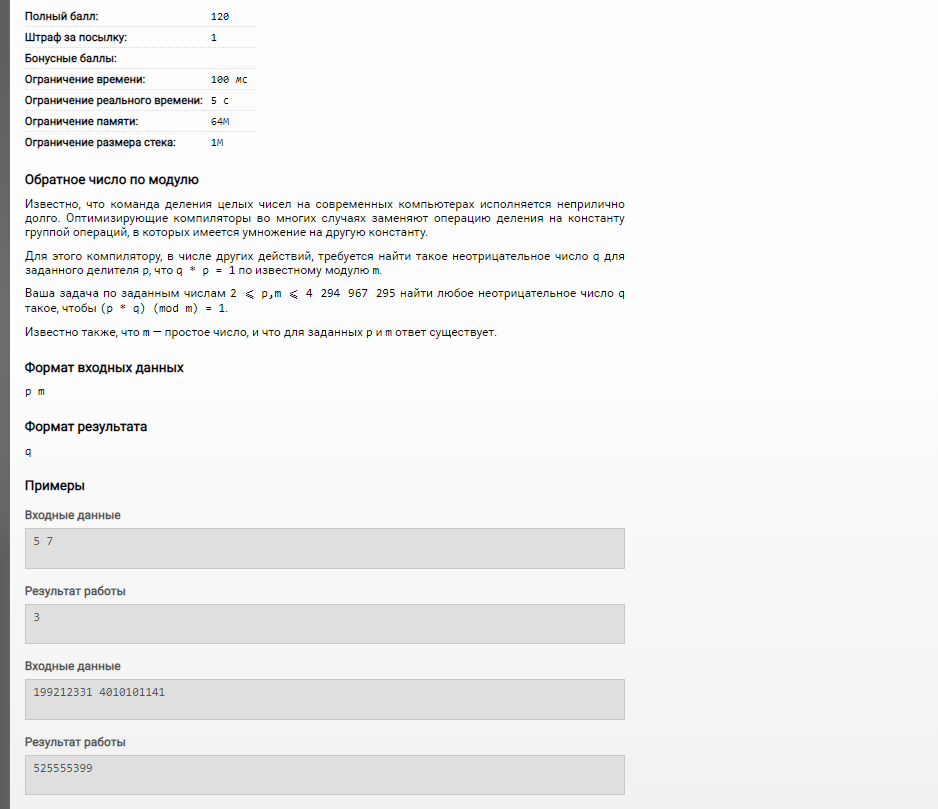 Полный балл: 120
Штраф за посылку: 1
Бонусные баллы:
Ограничение времени: 100 мс
Ограничение реального времени: 5 с
Ограничение памяти: 64M
Ограничение размера стека: 1M
Обратное число по модулю
Известно, что команда деления целых чисел на современных компьютерах исполняется неприлично
долго. Оптимизирующие компиляторы во многих случаях заменяют операцию деления на константу
группой операций, в которых имеется умножение на другую константу.
Для этого компилятору, в числе других действий, требуется найти такое неотрицательное число q для
заданного делителя p, что q * p = 1 по известному модулю m.
Ваша задача по заданным числам 2 ⩽ p,m ⩽ 4 294 967 295 найти любое неотрицательное число q
такое, чтобы (p * q) (mod m) = 1.
Известно также, что m — простое число, и что для заданных p и m ответ существует.
Формат входных данных
p m
Формат результата
q
Примеры
Входные данные
5 7
Результат работы
3
Входные данные
199212331 4010101141
Результат работы
525555399